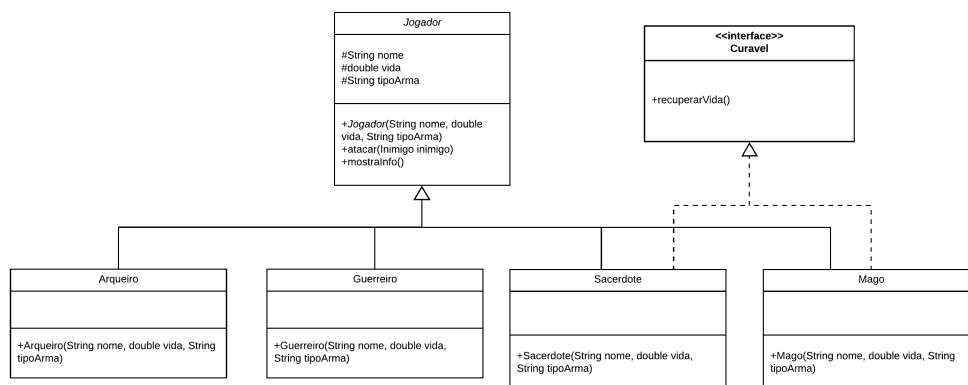 Jogador
#String nome
#double vida
#String tipoArma
+Jogador(String nome, double
vida, String tipoArma)
+atacar(Inimigo inimigo)
+mostraInfo()
<<interface>>
Curavel
+recuperarVida()
Arqueiro
+Arqueiro(String nome, double vida, String
tipoArma)
Guerreiro
+Guerreiro(String nome, double vida,
String tipoArma)
Sacerdote
+Sacerdote(String nome, double vida,
String tipoArma)
Mago
+Mago(String nome, double vida, String
tipoArma)